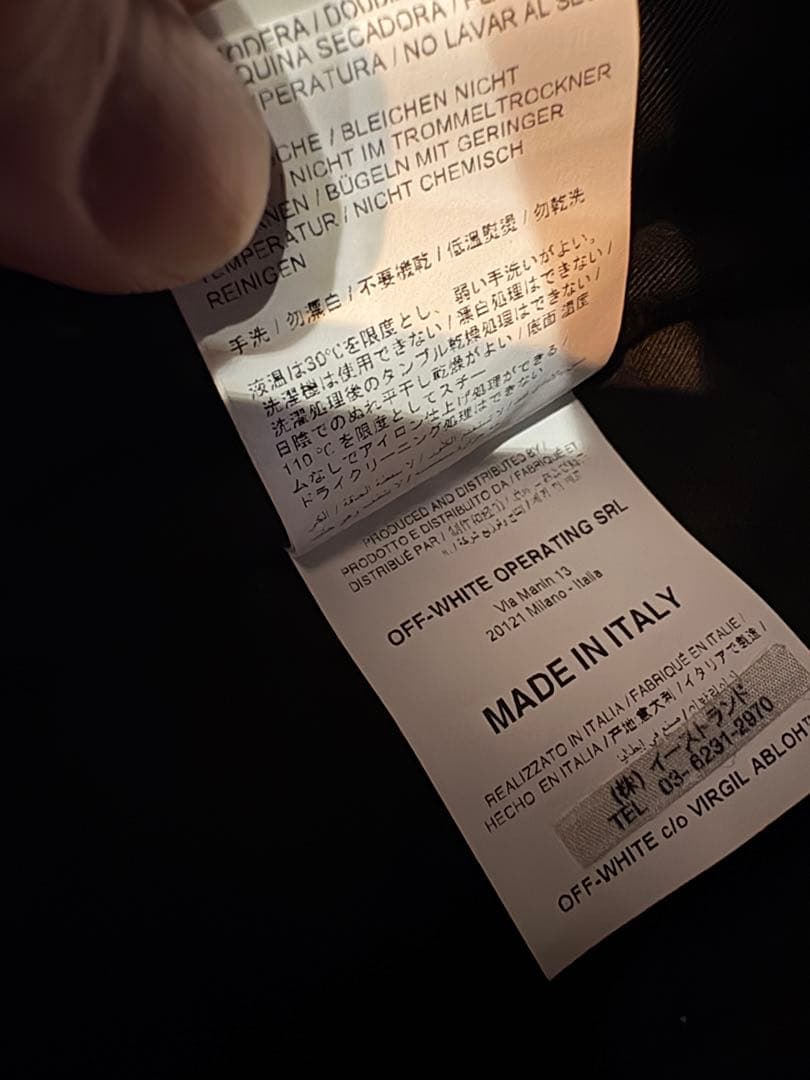 MODERA / DOU
QUINA SECADORA /
PERATURA / NO LAVAR AL SE
CHE / BLEICHEN NICHT
NICHT IM TROMMELTROCKNER
NEN / BÜGELN MIT GERINGER
TEMPERATUR / NICHT CHEMISCH
REINIGEN
手洗 / 勿漂白 / 不要機乾 / 低溫熨燙 / 勿乾洗
液温は30℃を限度とし、弱い手洗いがよい。
洗濯機は使用できない / 漂白処理はできない /
洗濯処理後のタンブル乾燥処理はできない /
日陰でのぬれ平干し乾燥がよい / 底面温度
110℃を限度としてスチー
ムなしでアイロン仕上げ処理ができる /
ドライクリーニング処理はできない
PRODUCED AND DISTRIBUTED BY /
PRODOTTO E DISTRIBUITO DA / FABRIQUÉ ET
DISTRIBUÉ PAR /
OFF-WHITE OPERATING SRL
Via Manin 13
20121 Milano - Italia
MADE IN ITALY
REALIZZATO IN ITALIA / FABRIQUÉ EN ITALIE /
HECHO EN ITALIA / 产地:意大利 / イタリアで製造 /
(株) イーストランド
TEL 03-6231-2970
OFF-WHITE c/o VIRGIL ABLOH